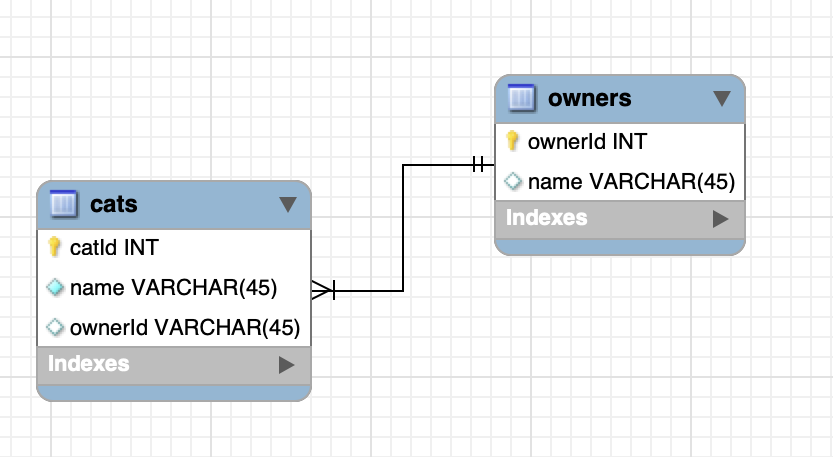 owners
ownerId INT
name VARCHAR(45)
Indexes
cats
catId INT
name VARCHAR(45)
ownerId VARCHAR(45)
Indexes